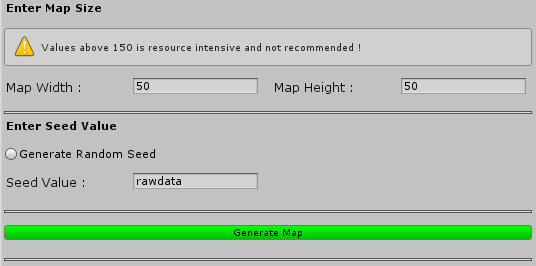 Enter Map Size
Values above 150 is resource intensive and not recommended !
Map Width : 50 Map Height : 50
Enter Seed Value
Generate Random Seed
Seed Value : rawdata
Generate Map